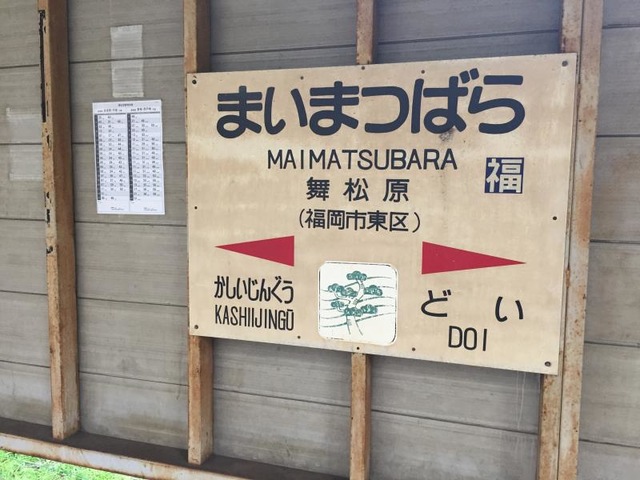 まいまつばら
MAIMATSUBARA
福
舞松原
(福岡市東区)
かしいじんぐう
KASHIIJINGŪ
どい
DOI